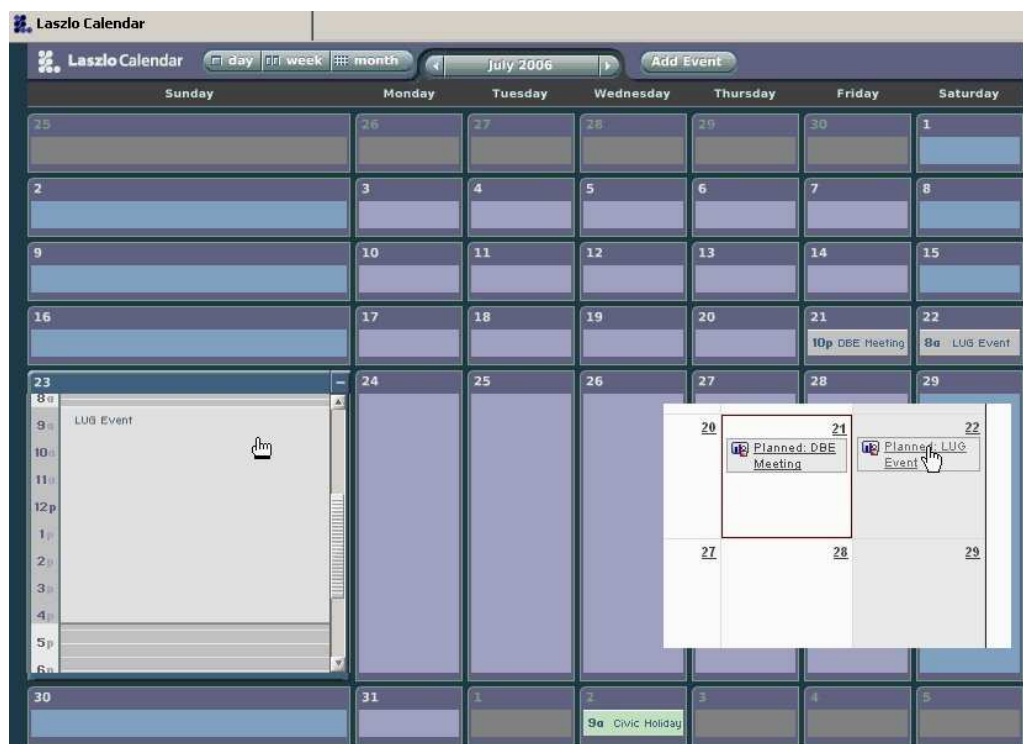 Laszlo Calendar
Laszlo Calendar day week month July 2006 Add Event
Sunday Monday Tuesday Wednesday Thursday Friday Saturday
25 26 27 28 29 30 1
2 3 4 5 6 7 8
9 10 11 12 13 14 15
16 17 18 19 20 21 22
10p DBE Meeting 8a LUG Event
23 24 25 26 27 28 29
8a
9a LUG Event
10a
11a
12p
1p
2p
3p
4p
5p
6p
20 21 22
Planned: DBE
Meeting
Planned: LUG
Event
27 28 29
30 31 1 2 3 4 5
9a Civic Holiday